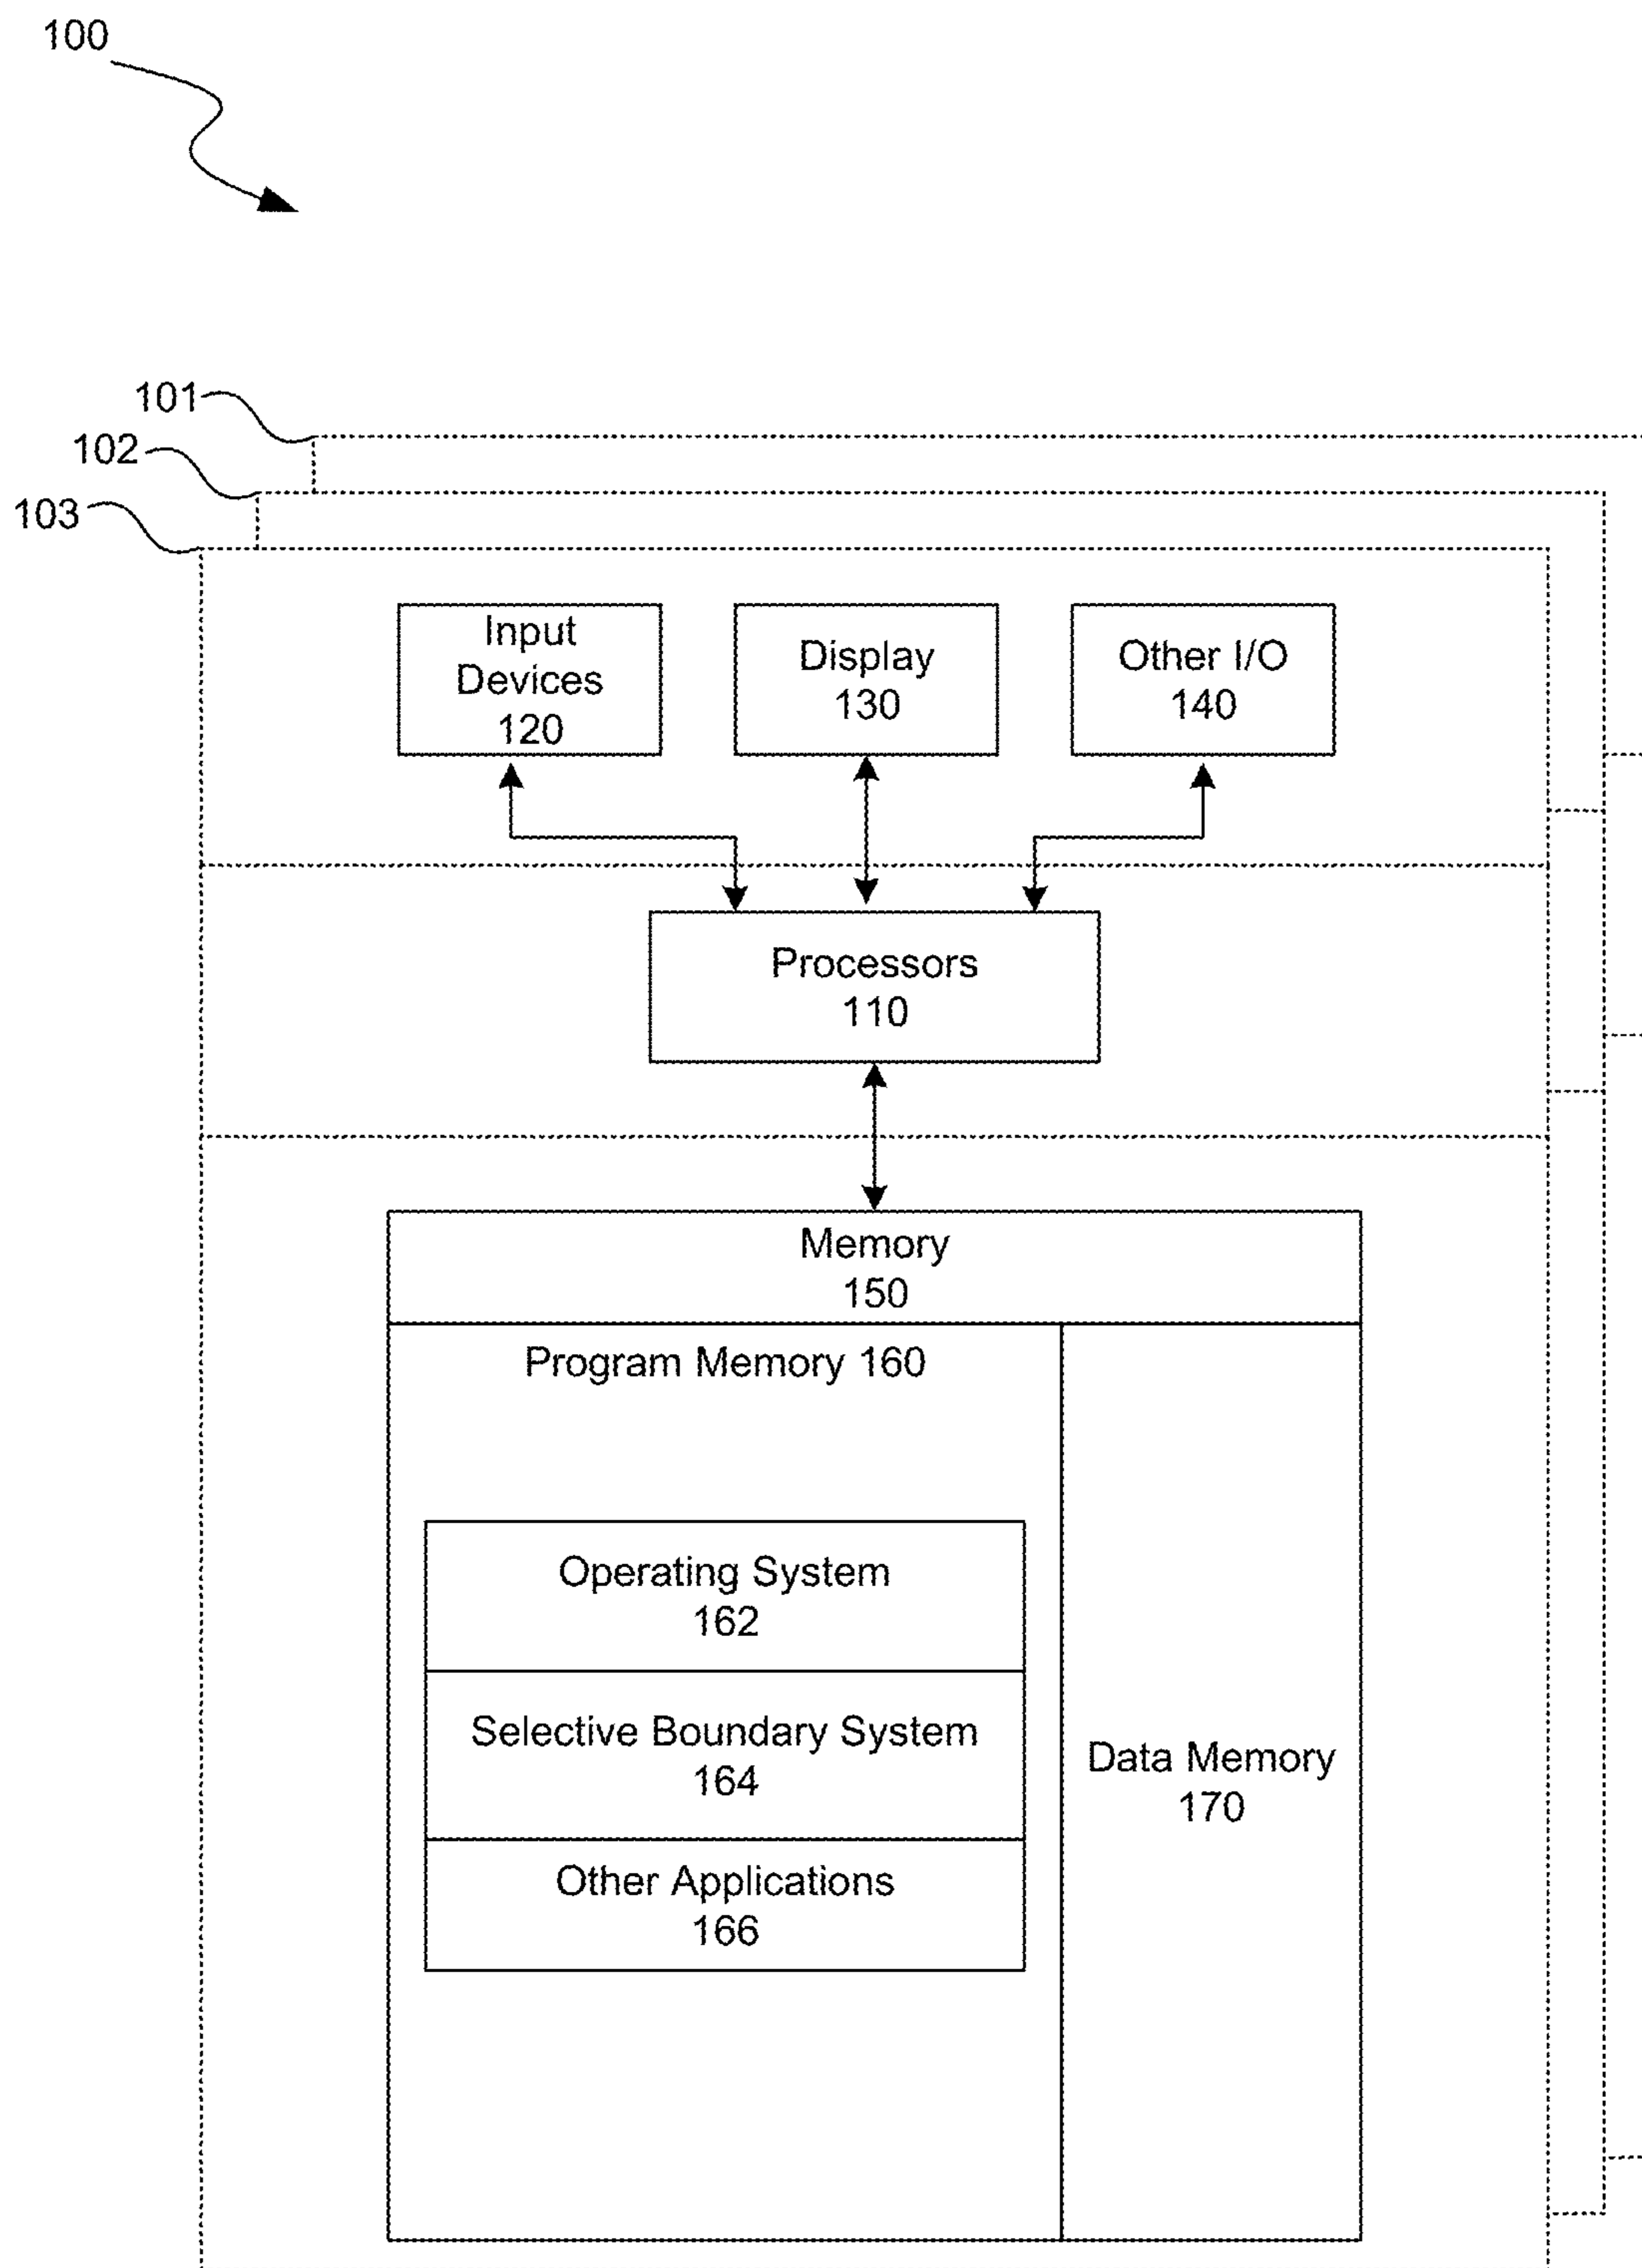 100
101
102
103
Input
Devices
120
Display
130
Other I/O
140
Processors
110
Memory
150
Program Memory 160
Operating System
162
Selective Boundary System
164
Other Applications
166
Data Memory
170